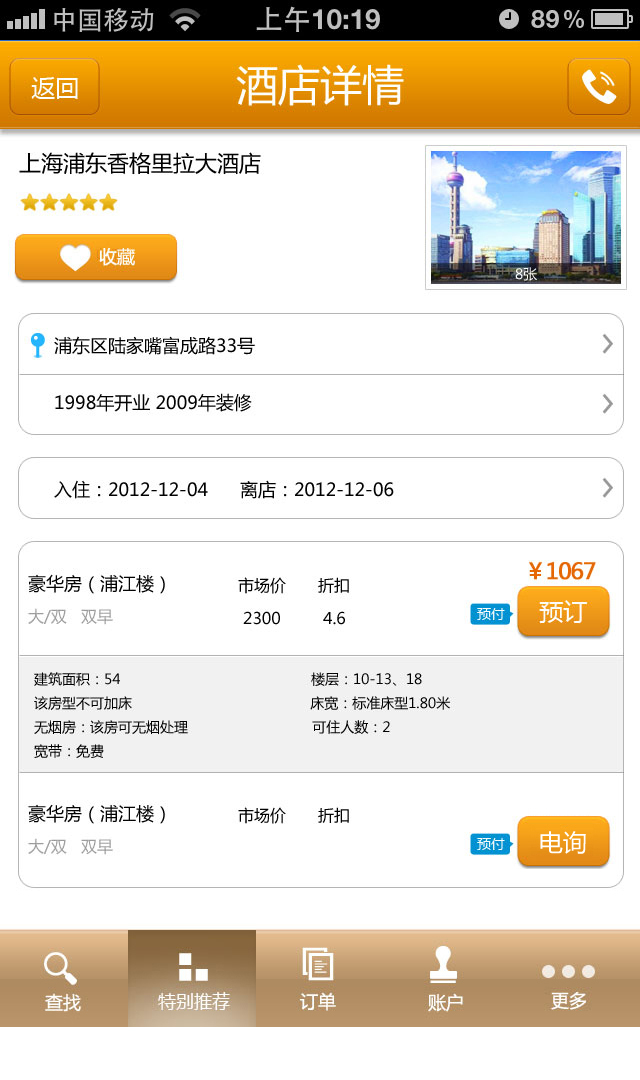 中国移动 上午10:19 89%
返回 酒店详情
上海浦东香格里拉大酒店
收藏
8张
浦东区陆家嘴富成路33号
1998年开业 2009年装修
入住：2012-12-04 离店：2012-12-06
¥1067
豪华房（浦江楼） 市场价 折扣
大/双 双早 2300 4.6 预付 预订
建筑面积：54 楼层：10-13、18
该房型不可加床 床宽：标准床型1.80米
无烟房：该房可无烟处理 可住人数：2
宽带：免费
豪华房（浦江楼） 市场价 折扣
大/双 双早 预付 电询
查找 特别推荐 订单 账户 更多